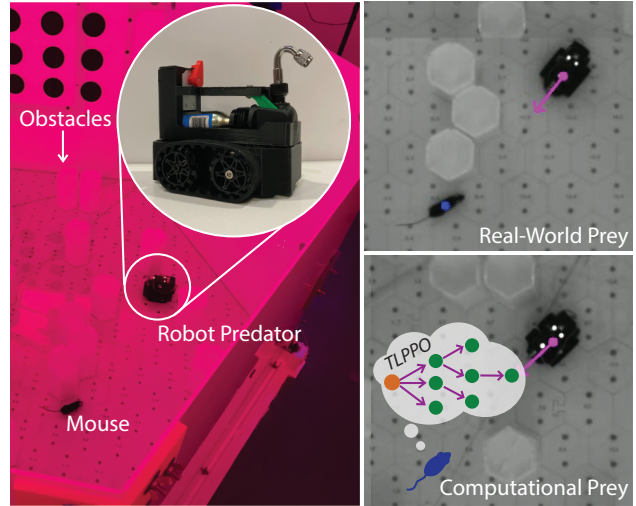 Obstacles
Robot Predator
Mouse
Real-World Prey
TLPPO
Computational Prey